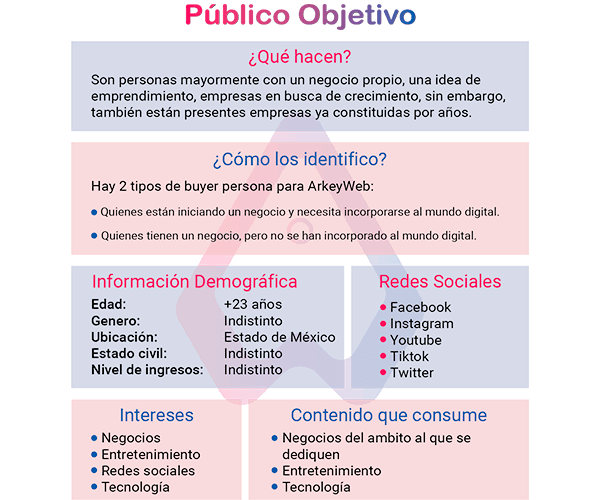 Público Objetivo
¿Qué hacen?
Son personas mayormente con un negocio propio, una idea de
emprendimiento, empresas en busca de crecimiento, sin embargo,
también están presentes empresas ya constituidas por años.
¿Cómo los identifico?
Hay 2 tipos de buyer persona para ArkeyWeb:
• Quienes están iniciando un negocio y necesita incorporarse al mundo digital.
• Quienes tienen un negocio, pero no se han incorporado al mundo digital.
Información Demográfica
Edad: +23 años
Genero: Indistinto
Ubicación: Estado de México
Estado civil: Indistinto
Nivel de ingresos: Indistinto
Redes Sociales
• Facebook
• Instagram
• Youtube
• Tiktok
• Twitter
Intereses
• Negocios
• Entretenimiento
• Redes sociales
• Tecnología
Contenido que consume
• Negocios del ambito al que se
dediquen
• Entretenimiento
• Tecnología